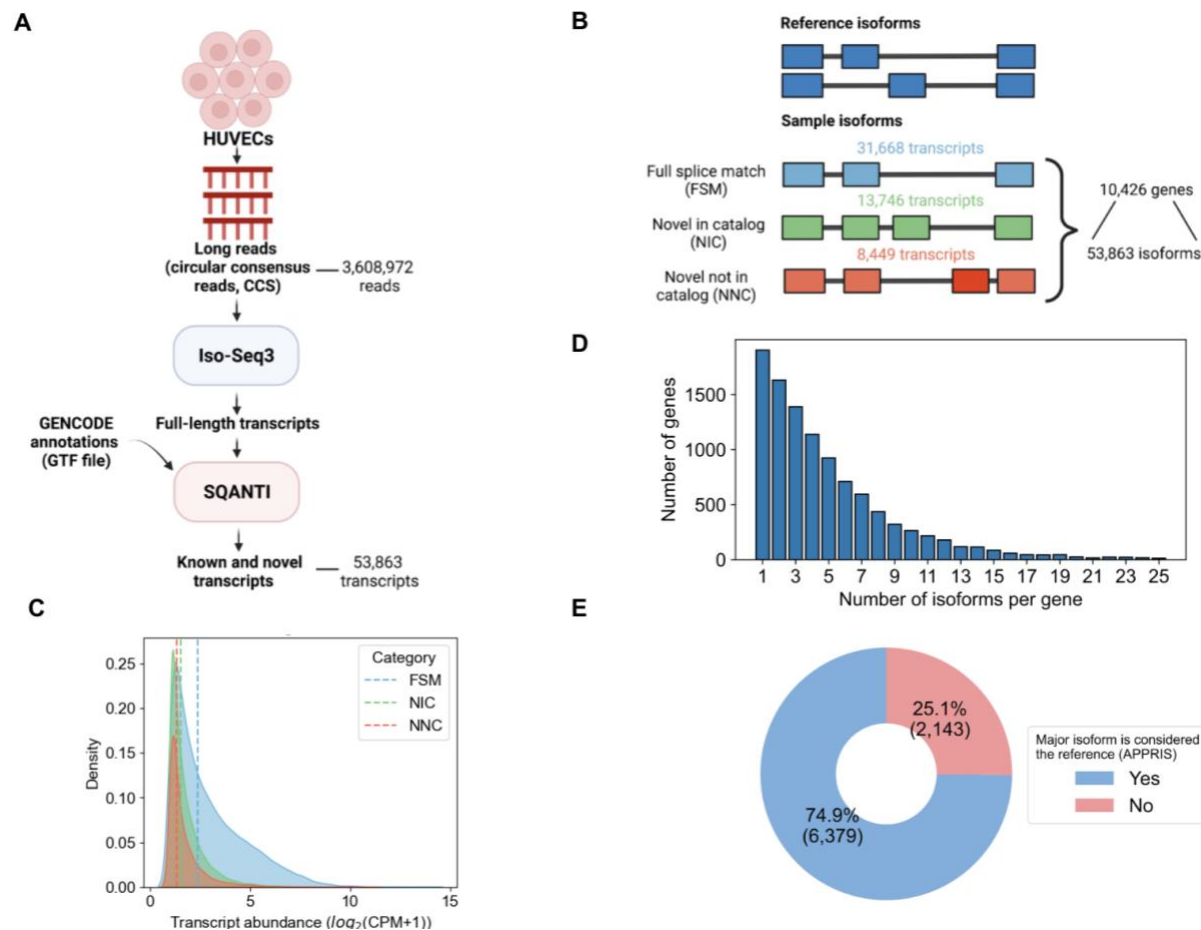 A
HUVECs
Long reads
(circular consensus
reads, CCS)
3,608,972
reads
Iso-Seq3
GENCODE
annotations
(GTF file)
Full-length transcripts
SQANTI
Known and novel
transcripts
53,863
transcripts
B
Reference isoforms
Sample isoforms
31,668 transcripts
Full splice match
(FSM)
13,746 transcripts
Novel in catalog
(NIC)
8,449 transcripts
Novel not in
catalog (NNC)
10,426 genes
53,863 isoforms
C
Category
FSM
NIC
NNC
Density
0.25
0.20
0.15
0.10
0.05
0.00
0 5 10 15
Transcript abundance (log2(CPM+1))
D
Number of genes
1500
1000
500
0
1 3 5 7 9 11 13 15 17 19 21 23 25
Number of isoforms per gene
E
25.1%
(2,143)
74.9%
(6,379)
Major isoform is considered
the reference (APPRIS)
Yes
No